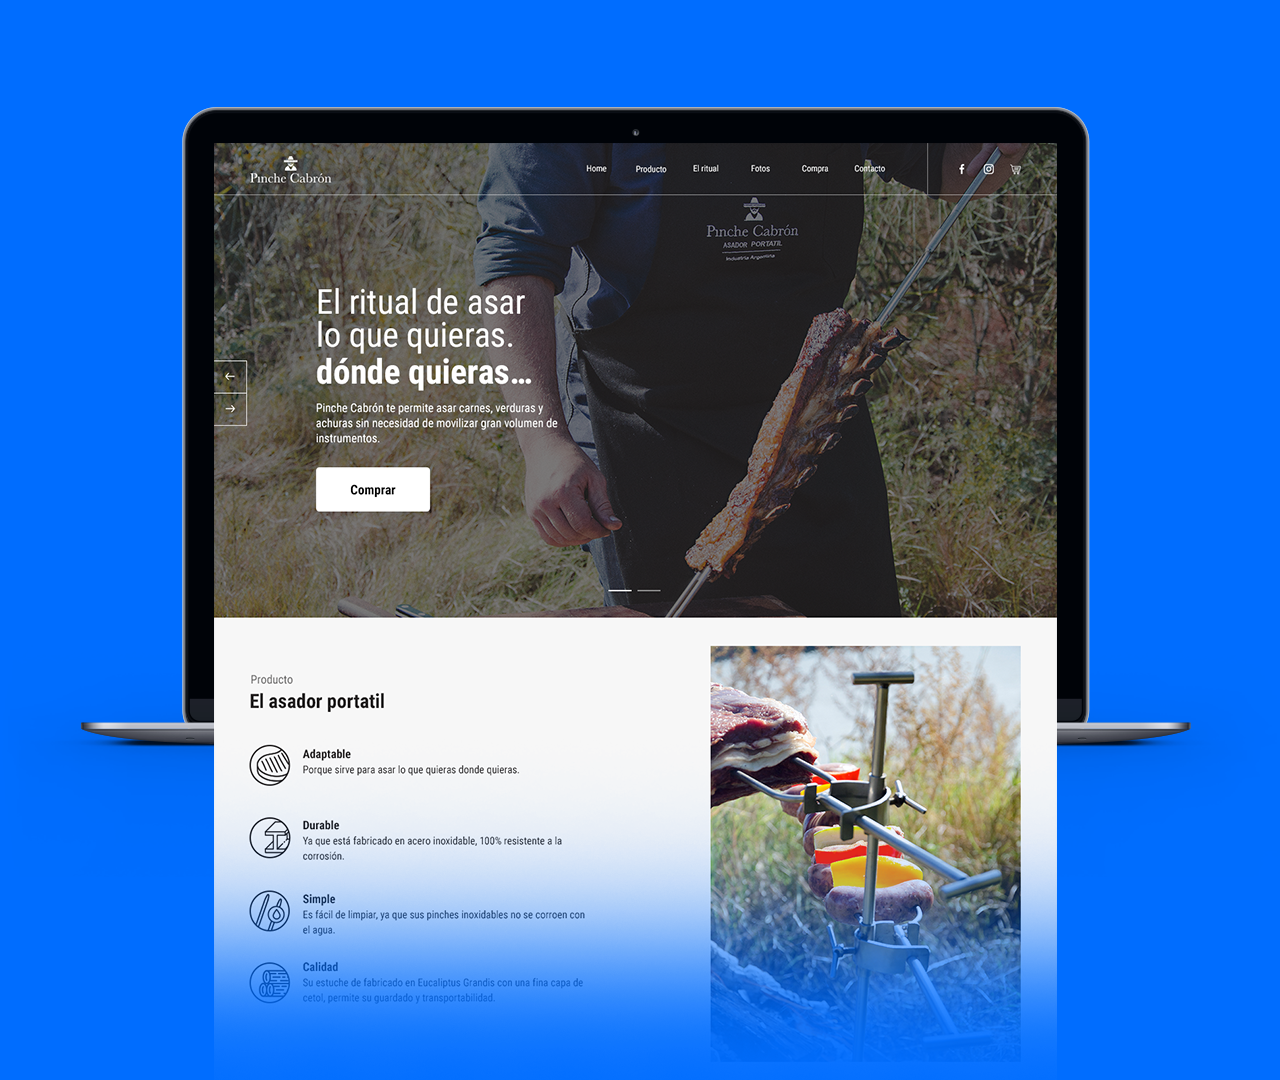 Pinche Cabrón
Home
Producto
El ritual
Fotos
Compra
Contacto
Pinche Cabrón
ASADOR PORTATIL
Industria Argentina
El ritual de asar
lo que quieras.
dónde quieras...
Pinche Cabrón te permite asar carnes, verduras y
achuras sin necesidad de movilizar gran volumen de
instrumentos.
Comprar
Producto
El asador portatil
Adaptable
Porque sirve para asar lo que quieras donde quieras.
Durable
Ya que está fabricado en acero inoxidable, 100% resistente a la
corrosión.
Simple
Es fácil de limpiar, ya que sus pinches inoxidables no se corroen con
el agua.
Calidad
Su estuche de fabricado en Eucaliptus Grandis con una fina capa de
cetol, permite su guardado y transportabilidad.